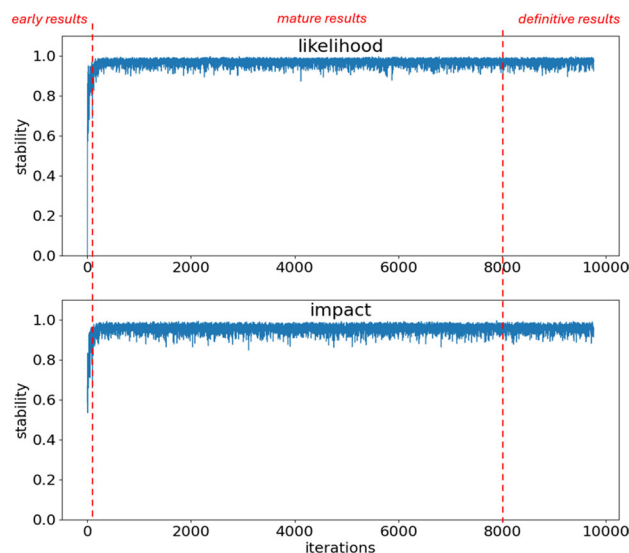 early results mature results definitive results
likelihood
1.0
0.8
0.6
0.4
0.2
0.0
stability
0 2000 4000 6000 8000 10000
impact
1.0
0.8
0.6
0.4
0.2
0.0
stability
0 2000 4000 6000 8000 10000
iterations